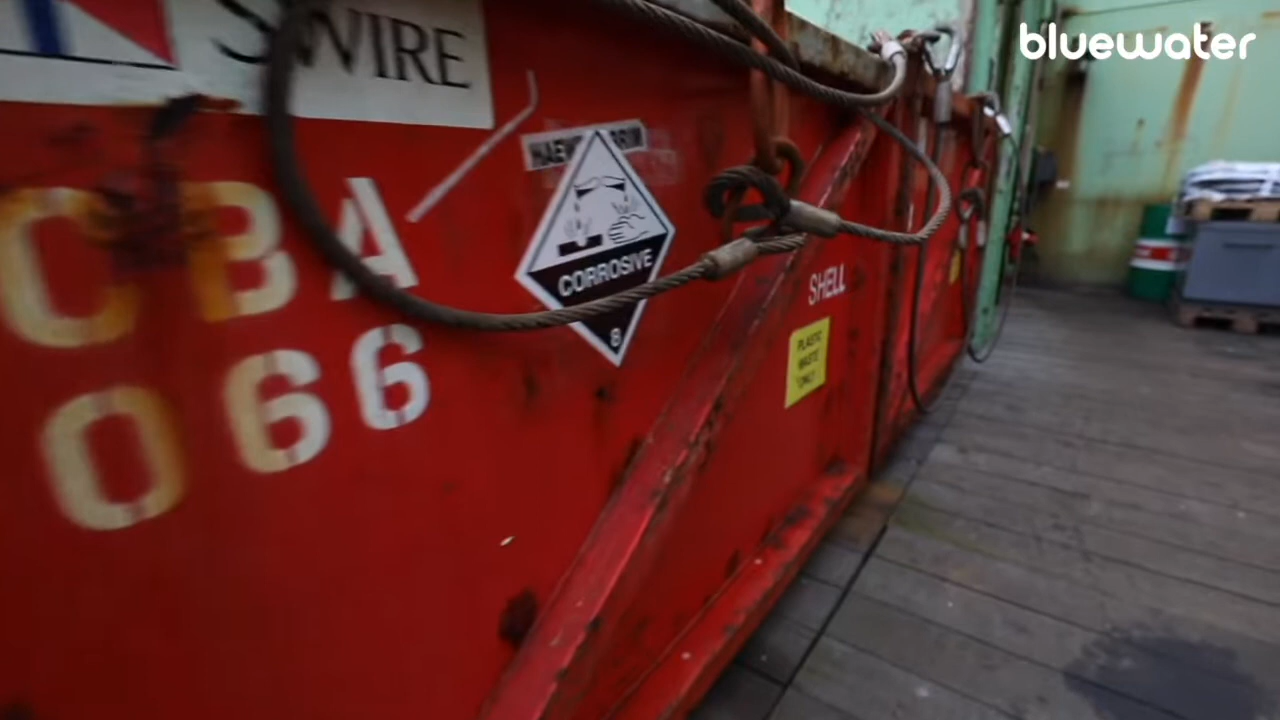 bluewater
SWIRE
CBA
066
CORROSIVE
8
SHELL
PLASTIC
WASTE
ONLY